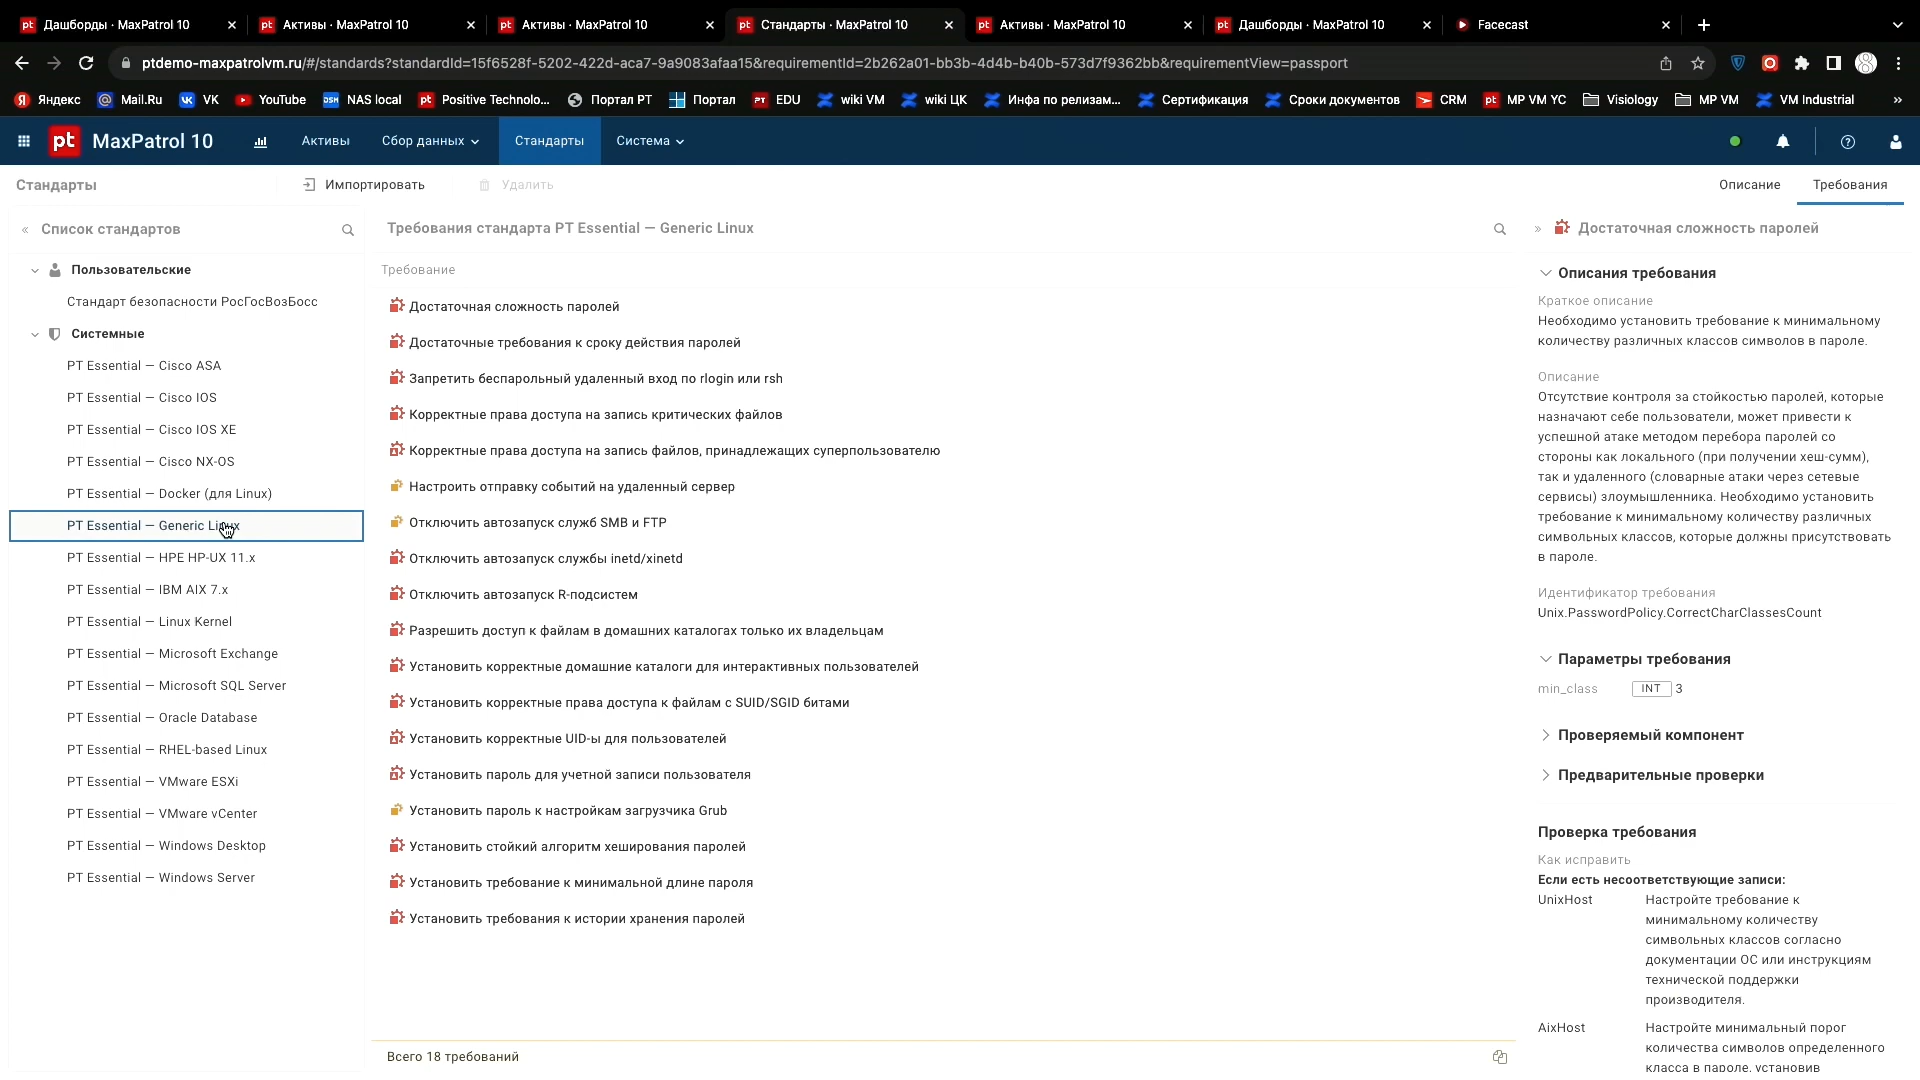 Дашборды · MaxPatrol 10
Активы · MaxPatrol 10
Активы · MaxPatrol 10
Стандарты · MaxPatrol 10
Активы · MaxPatrol 10
Дашборды · MaxPatrol 10
Facecast
ptdemo-maxpatrolvm.ru/#/standards?standardId=15f6528f-5202-422d-aca7-9a9083afaa15&requirementId=2b262a01-bb3b-4d4b-b40b-573d7f9362bb&requirementView=passport
Яндекс
Mail.Ru
VK
YouTube
NAS local
Positive Technolo...
Портал РТ
Портал
EDU
wiki VM
wiki ЦК
Инфа по релизам...
Сертификация
Сроки документов
CRM
MP VM YC
Visiology
MP VM
VM Industrial
»
pt MaxPatrol 10
Активы
Сбор данных
Стандарты
Система
Стандарты
Импортировать
Удалить
Описание
Требования
« Список стандартов
Пользовательские
Стандарт безопасности РосГосВозБосс
Системные
PT Essential — Cisco ASA
PT Essential — Cisco IOS
PT Essential — Cisco IOS XE
PT Essential — Cisco NX-OS
PT Essential — Docker (для Linux)
PT Essential — Generic Linux
PT Essential — HPE HP-UX 11.x
PT Essential — IBM AIX 7.x
PT Essential — Linux Kernel
PT Essential — Microsoft Exchange
PT Essential — Microsoft SQL Server
PT Essential — Oracle Database
PT Essential — RHEL-based Linux
PT Essential — VMware ESXi
PT Essential — VMware vCenter
PT Essential — Windows Desktop
PT Essential — Windows Server
Требования стандарта PT Essential — Generic Linux
Требование
Достаточная сложность паролей
Достаточные требования к сроку действия паролей
Запретить беспарольный удаленный вход по rlogin или rsh
Корректные права доступа на запись критических файлов
Корректные права доступа на запись файлов, принадлежащих суперпользователю
Настроить отправку событий на удаленный сервер
Отключить автозапуск служб SMB и FTP
Отключить автозапуск службы inetd/xinetd
Отключить автозапуск R-подсистем
Разрешить доступ к файлам в домашних каталогах только их владельцам
Установить корректные домашние каталоги для интерактивных пользователей
Установить корректные права доступа к файлам с SUID/SGID битами
Установить корректные UID-ы для пользователей
Установить пароль для учетной записи пользователя
Установить пароль к настройкам загрузчика Grub
Установить стойкий алгоритм хеширования паролей
Установить требование к минимальной длине пароля
Установить требования к истории хранения паролей
Всего 18 требований
» Достаточная сложность паролей
Описания требования
Краткое описание
Необходимо установить требование к минимальному
количеству различных классов символов в пароле.
Описание
Отсутствие контроля за стойкостью паролей, которые
назначают себе пользователи, может привести к
успешной атаке методом перебора паролей со
стороны как локального (при получении хеш-сумм),
так и удаленного (словарные атаки через сетевые
сервисы) злоумышленника. Необходимо установить
требование к минимальному количеству различных
символьных классов, которые должны присутствовать
в пароле.
Идентификатор требования
Unix.PasswordPolicy.CorrectCharClassesCount
Параметры требования
min_class INT 3
Проверяемый компонент
Предварительные проверки
Проверка требования
Как исправить
Если есть несоответствующие записи:
UnixHost Настройте требование к
минимальному количеству
символьных классов согласно
документации ОС или инструкциям
технической поддержки
производителя.
AixHost Настройте минимальный порог
количества символов определенного
класса в пароле, установив